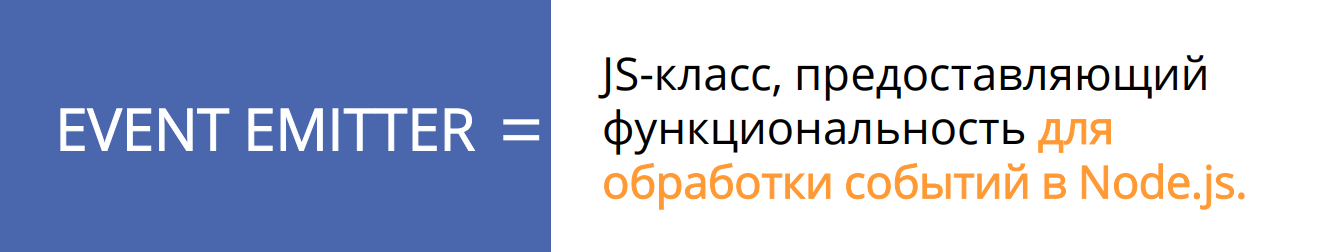 EVENT EMITTER =
JS-класс, предоставляющий
функциональность для
обработки событий в Node.js.